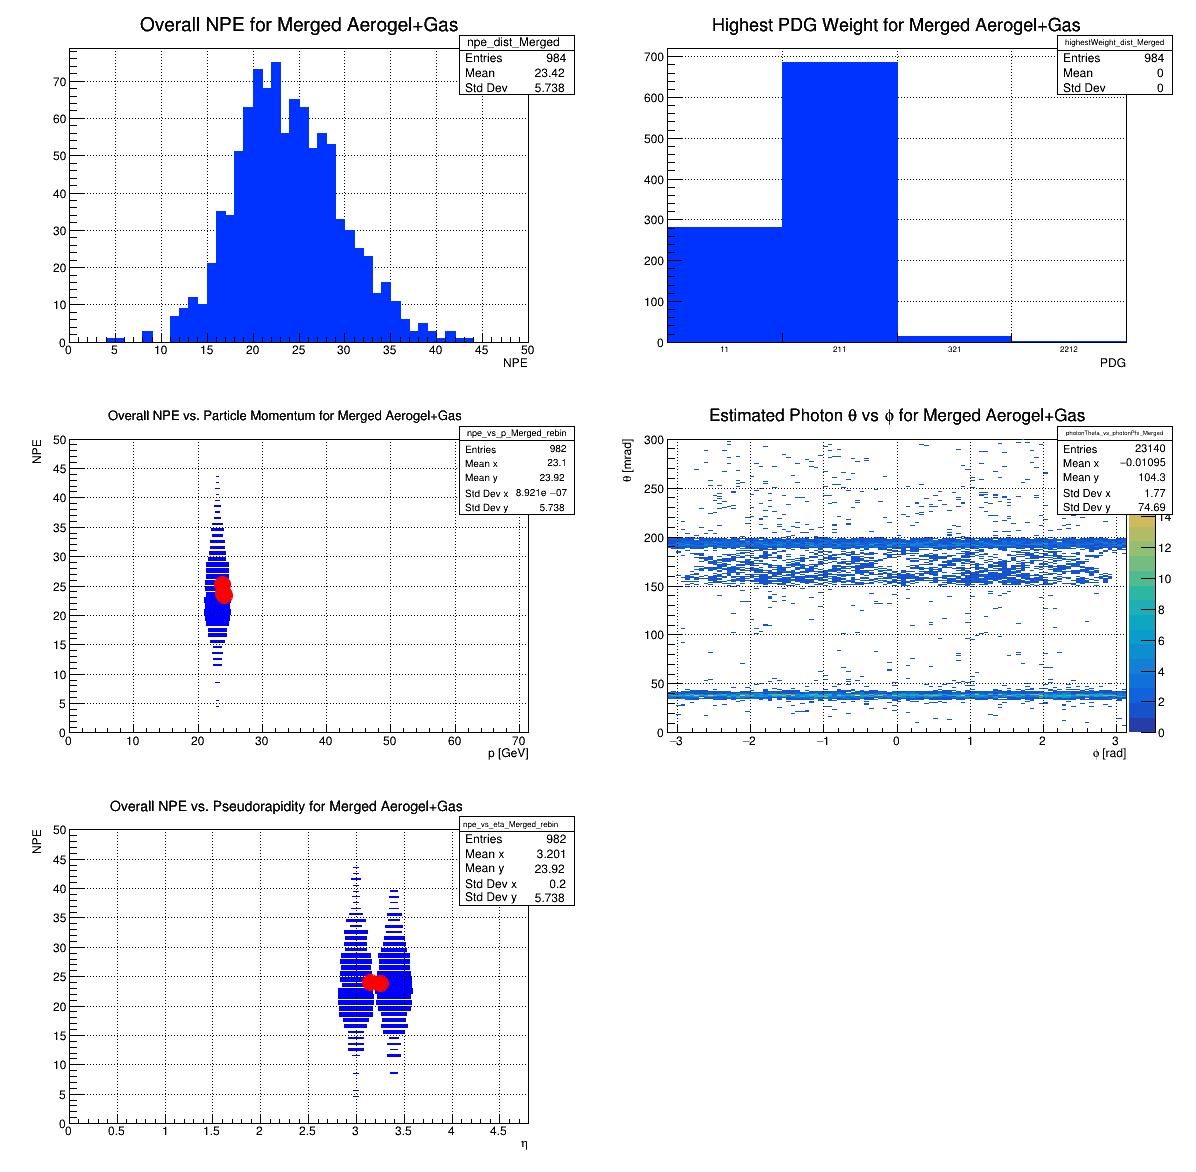 Overall NPE for Merged Aerogel+Gas
npe_dist_Merged
Entries 984
Mean 23.42
Std Dev 5.738
70
60
50
40
30
20
10
0
0 5 10 15 20 25 30 35 40 45 50
NPE
Highest PDG Weight for Merged Aerogel+Gas
highestWeight_dist_Merged
Entries 984
Mean 0
Std Dev 0
700
600
500
400
300
200
100
0
11 211 321 2212
PDG
Overall NPE vs. Particle Momentum for Merged Aerogel+Gas
npe_vs_p_Merged_rebin
Entries 982
Mean x 23.1
Mean y 23.92
Std Dev x 8.921e −07
Std Dev y 5.738
NPE
50
45
40
35
30
25
20
15
10
5
0
0 10 20 30 40 50 60 70
p [GeV]
Estimated Photon θ vs ϕ for Merged Aerogel+Gas
photonTheta_vs_photonPhi_Merged
Entries 23140
Mean x −0.01095
Mean y 104.3
Std Dev x 1.77
Std Dev y 74.69
θ [mrad]
300
250
200
150
100
50
0
−3 −2 −1 0 1 2 3
ϕ [rad]
14
12
10
8
6
4
2
0
Overall NPE vs. Pseudorapidity for Merged Aerogel+Gas
npe_vs_eta_Merged_rebin
Entries 982
Mean x 3.201
Mean y 23.92
Std Dev x 0.2
Std Dev y 5.738
NPE
50
45
40
35
30
25
20
15
10
5
0
0 0.5 1 1.5 2 2.5 3 3.5 4 4.5
η